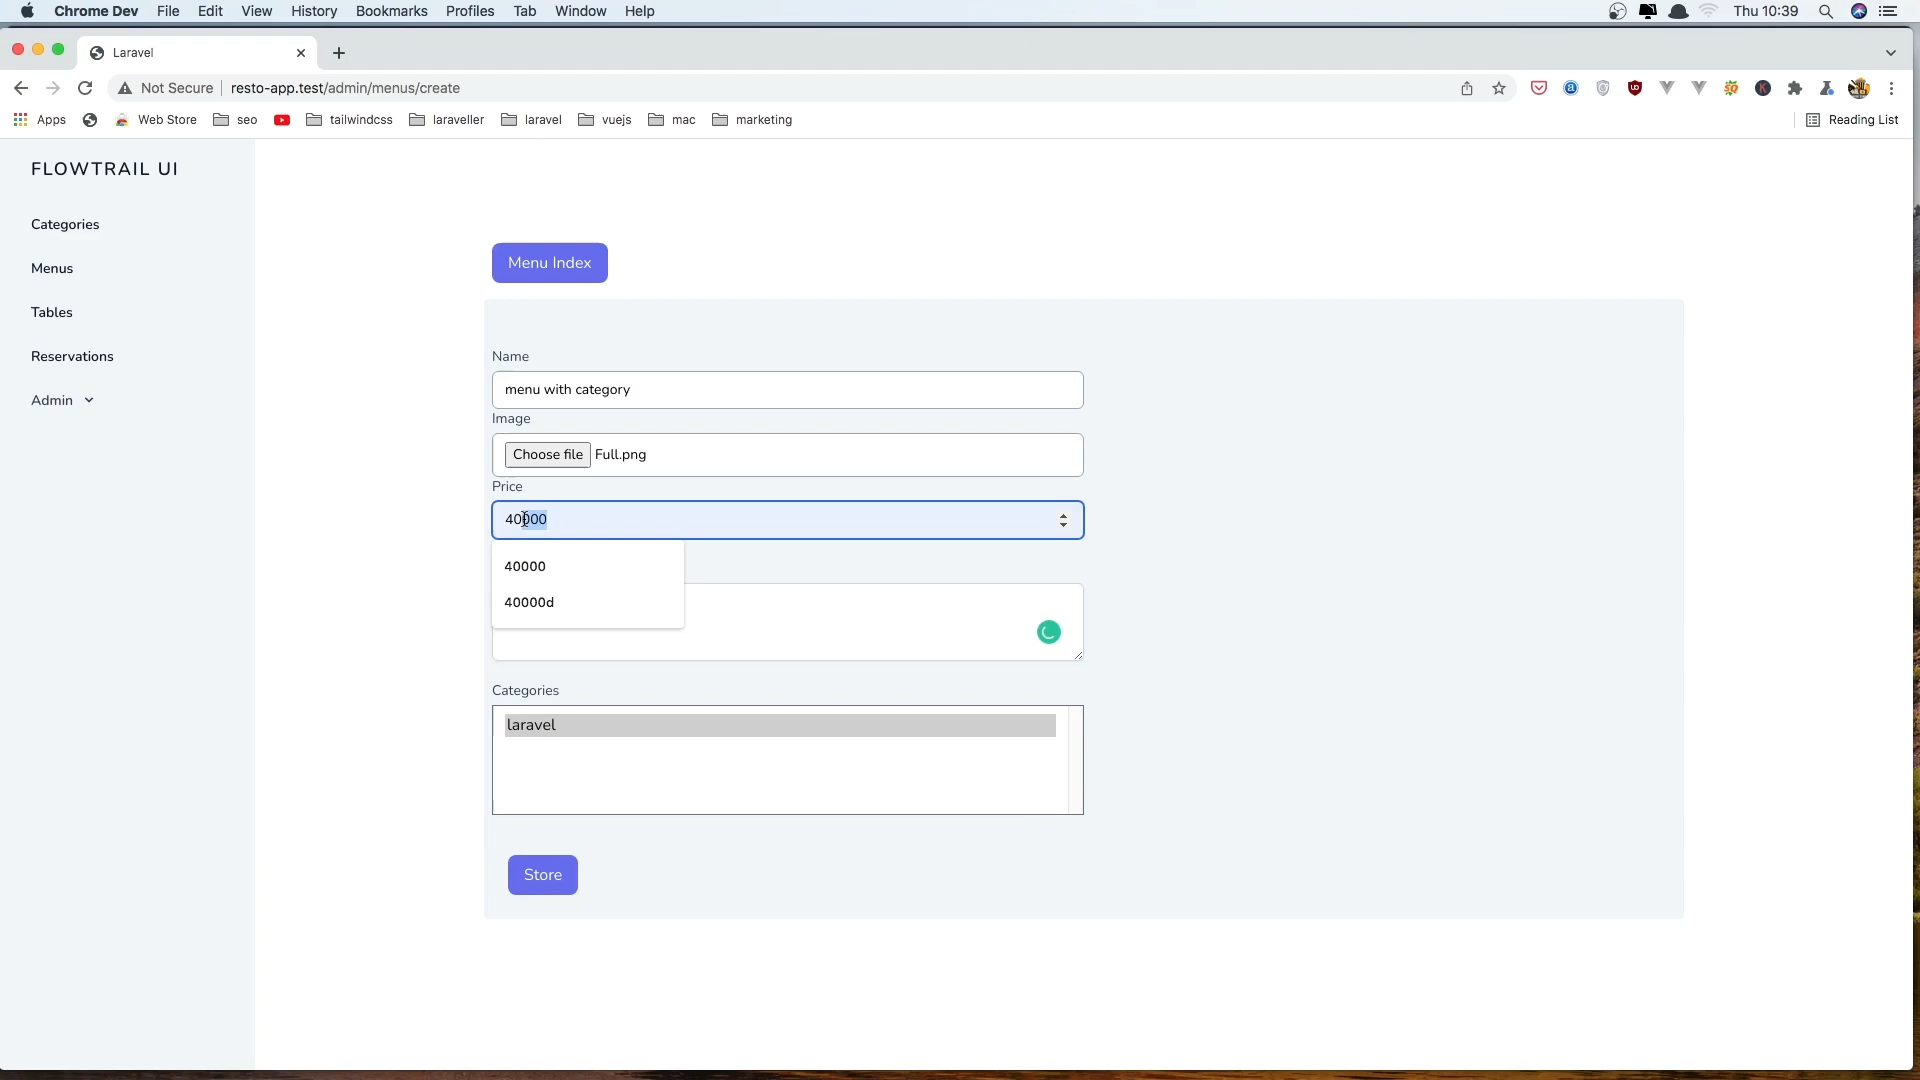 Chrome Dev File Edit View History Bookmarks Profiles Tab Window Help Thu 10:39
Laravel
Not Secure resto-app.test/admin/menus/create
Apps Web Store seo tailwindcss laraveller laravel vuejs mac marketing Reading List
FLOWTRAIL UI
Categories
Menus
Tables
Reservations
Admin
Menu Index
Name
menu with category
Image
Choose file Full.png
Price
40000
40000
40000d
Categories
laravel
Store